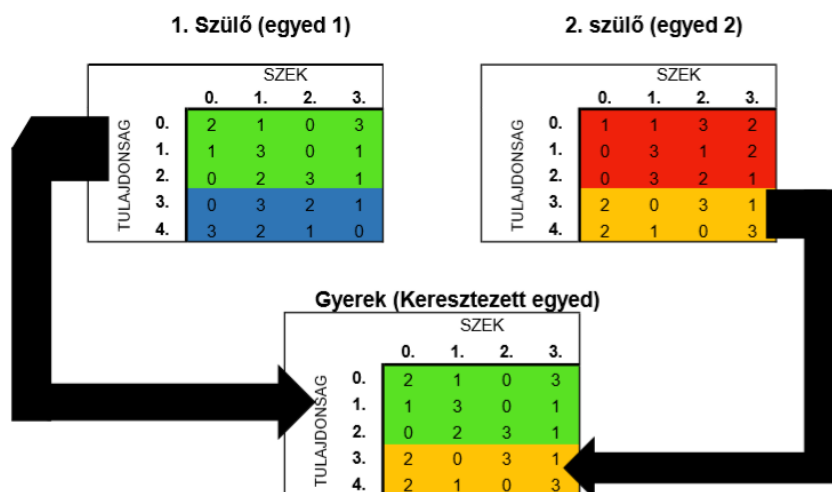 1. Szülő (egyed 1)
SZEK
0. 1. 2. 3.
TULAJDONSAG
0. 2 1 0 3
1. 1 3 0 1
2. 0 2 3 1
3. 0 3 2 1
4. 3 2 1 0
2. szülő (egyed 2)
SZEK
0. 1. 2. 3.
TULAJDONSAG
0. 1 1 3 2
1. 0 3 1 2
2. 0 3 2 1
3. 2 0 3 1
4. 2 1 0 3
Gyerek (Keresztezett egyed)
SZEK
0. 1. 2. 3.
TULAJDONSAG
0. 2 1 0 3
1. 1 3 0 1
2. 0 2 3 1
3. 2 0 3 1
4. 2 1 0 3